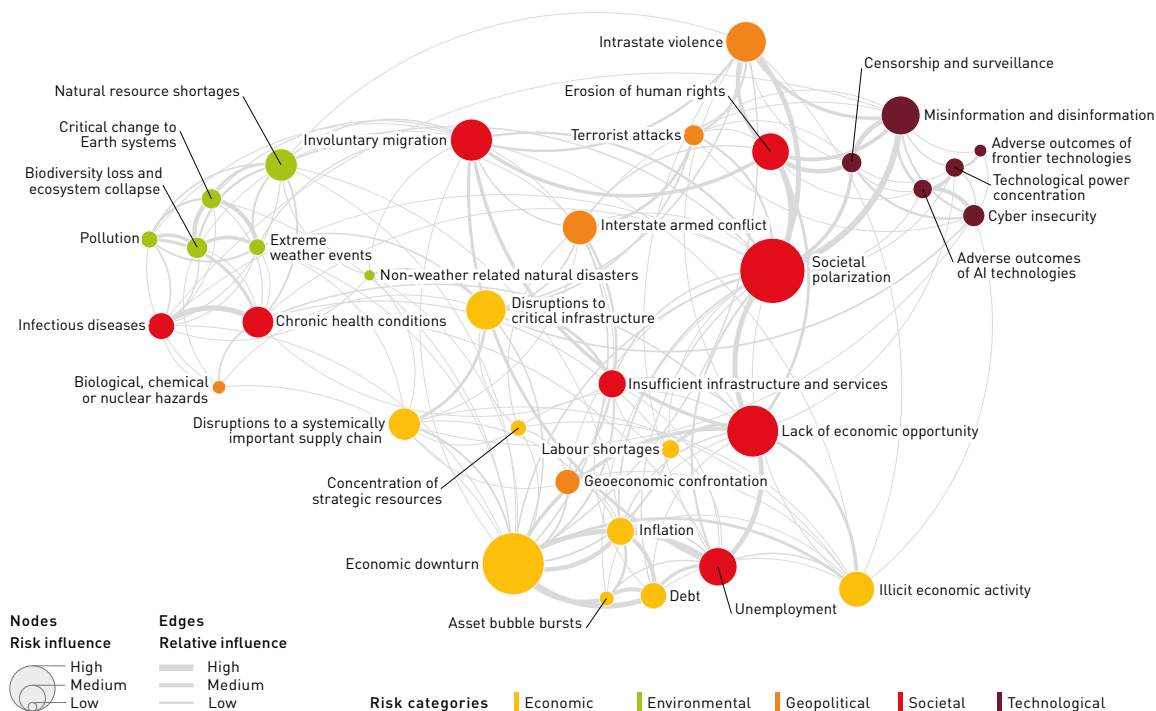 Intrastate violence
Censorship and surveillance
Natural resource shortages
Erosion of human rights
Misinformation and disinformation
Critical change to
Earth systems
Involuntary migration
Terrorist attacks
Adverse outcomes of
frontier technologies
Biodiversity loss and
ecosystem collapse
Technological power
concentration
Cyber insecurity
Pollution
Extreme
weather events
Interstate armed conflict
Societal
polarization
Adverse outcomes
of AI technologies
Non-weather related natural disasters
Disruptions to
critical infrastructure
Infectious diseases
Chronic health conditions
Biological, chemical
or nuclear hazards
Insufficient infrastructure and services
Disruptions to a systemically
important supply chain
Lack of economic opportunity
Labour shortages
Concentration of
strategic resources
Geoeconomic confrontation
Inflation
Economic downturn
Debt
Illicit economic activity
Unemployment
Asset bubble bursts
Nodes
Risk influence
High
Medium
Low
Edges
Relative influence
High
Medium
Low
Risk categories
Economic
Environmental
Geopolitical
Societal
Technological